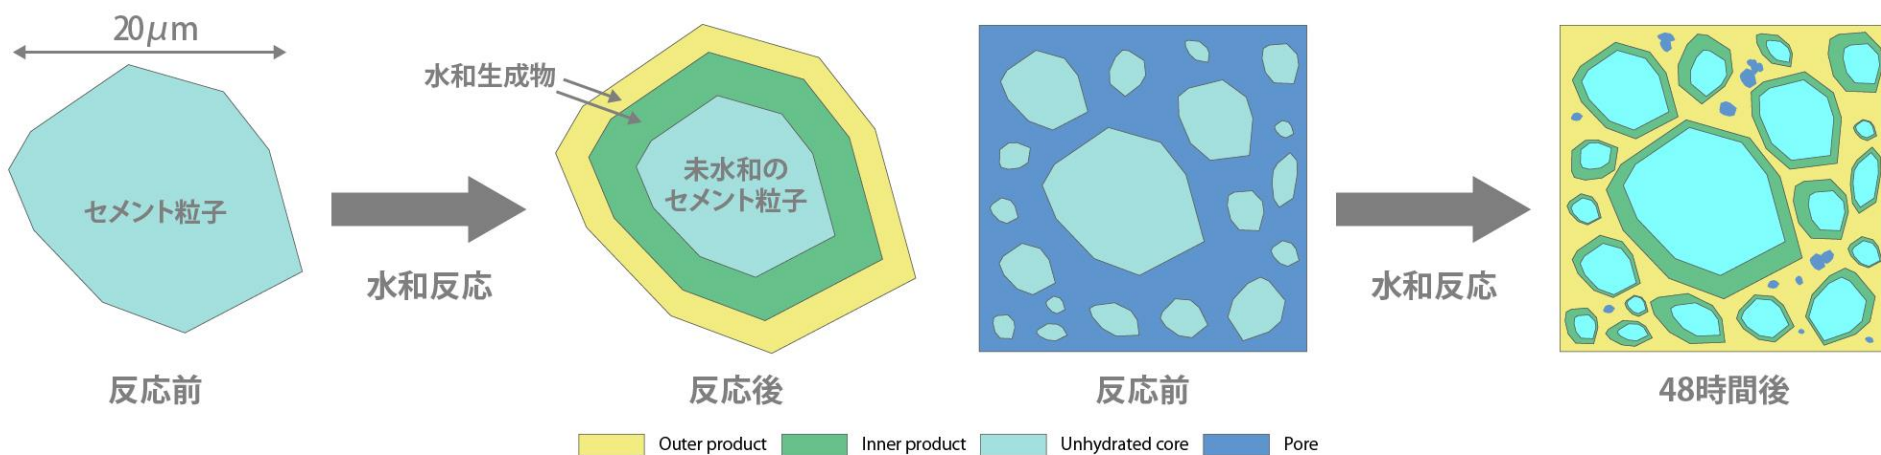 20μm
セメント粒子
反応前
水和反応
水和生成物
未水和の
セメント粒子
反応後
反応前
水和反応
48時間後
Outer product
Inner product
Unhydrated core
Pore